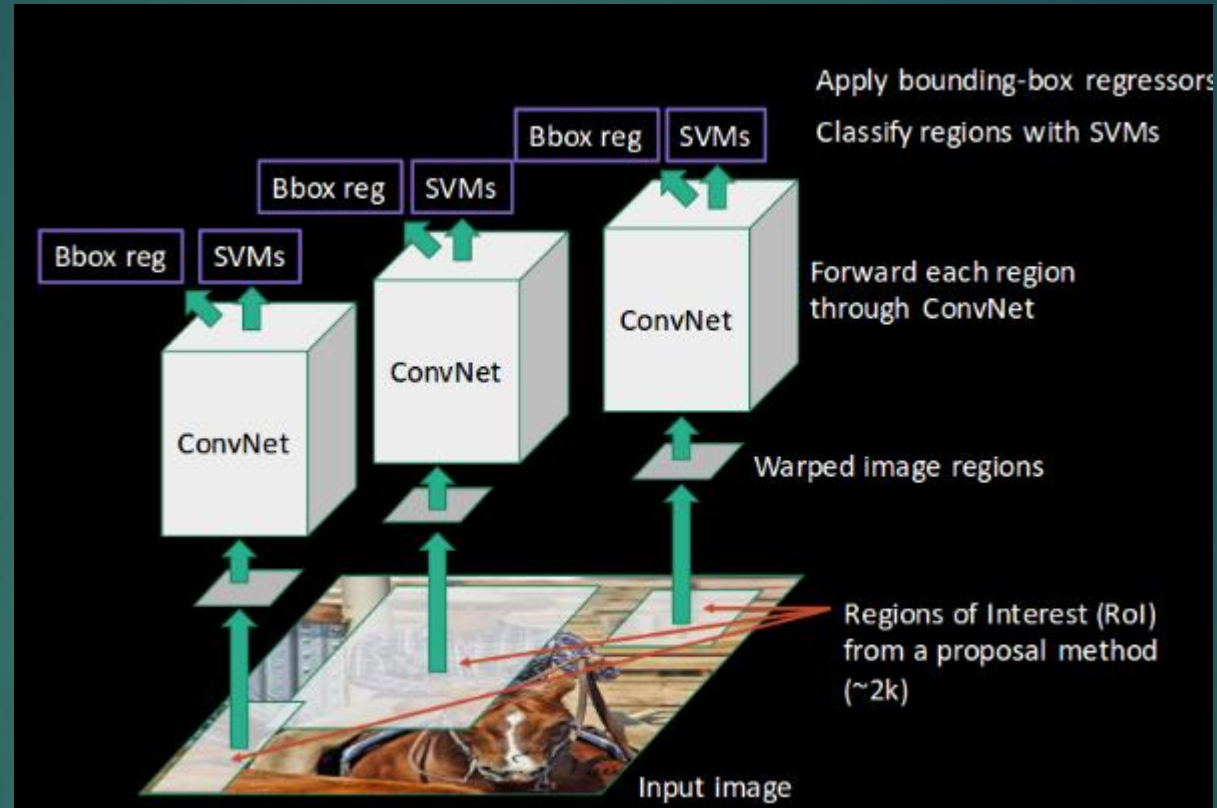 Apply bounding-box regressors
Classify regions with SVMs
Bbox reg
SVMs
Bbox reg
SVMs
Bbox reg
SVMs
Forward each region
through ConvNet
ConvNet
ConvNet
ConvNet
Warped image regions
Regions of Interest (RoI)
from a proposal method
(~2k)
Input image